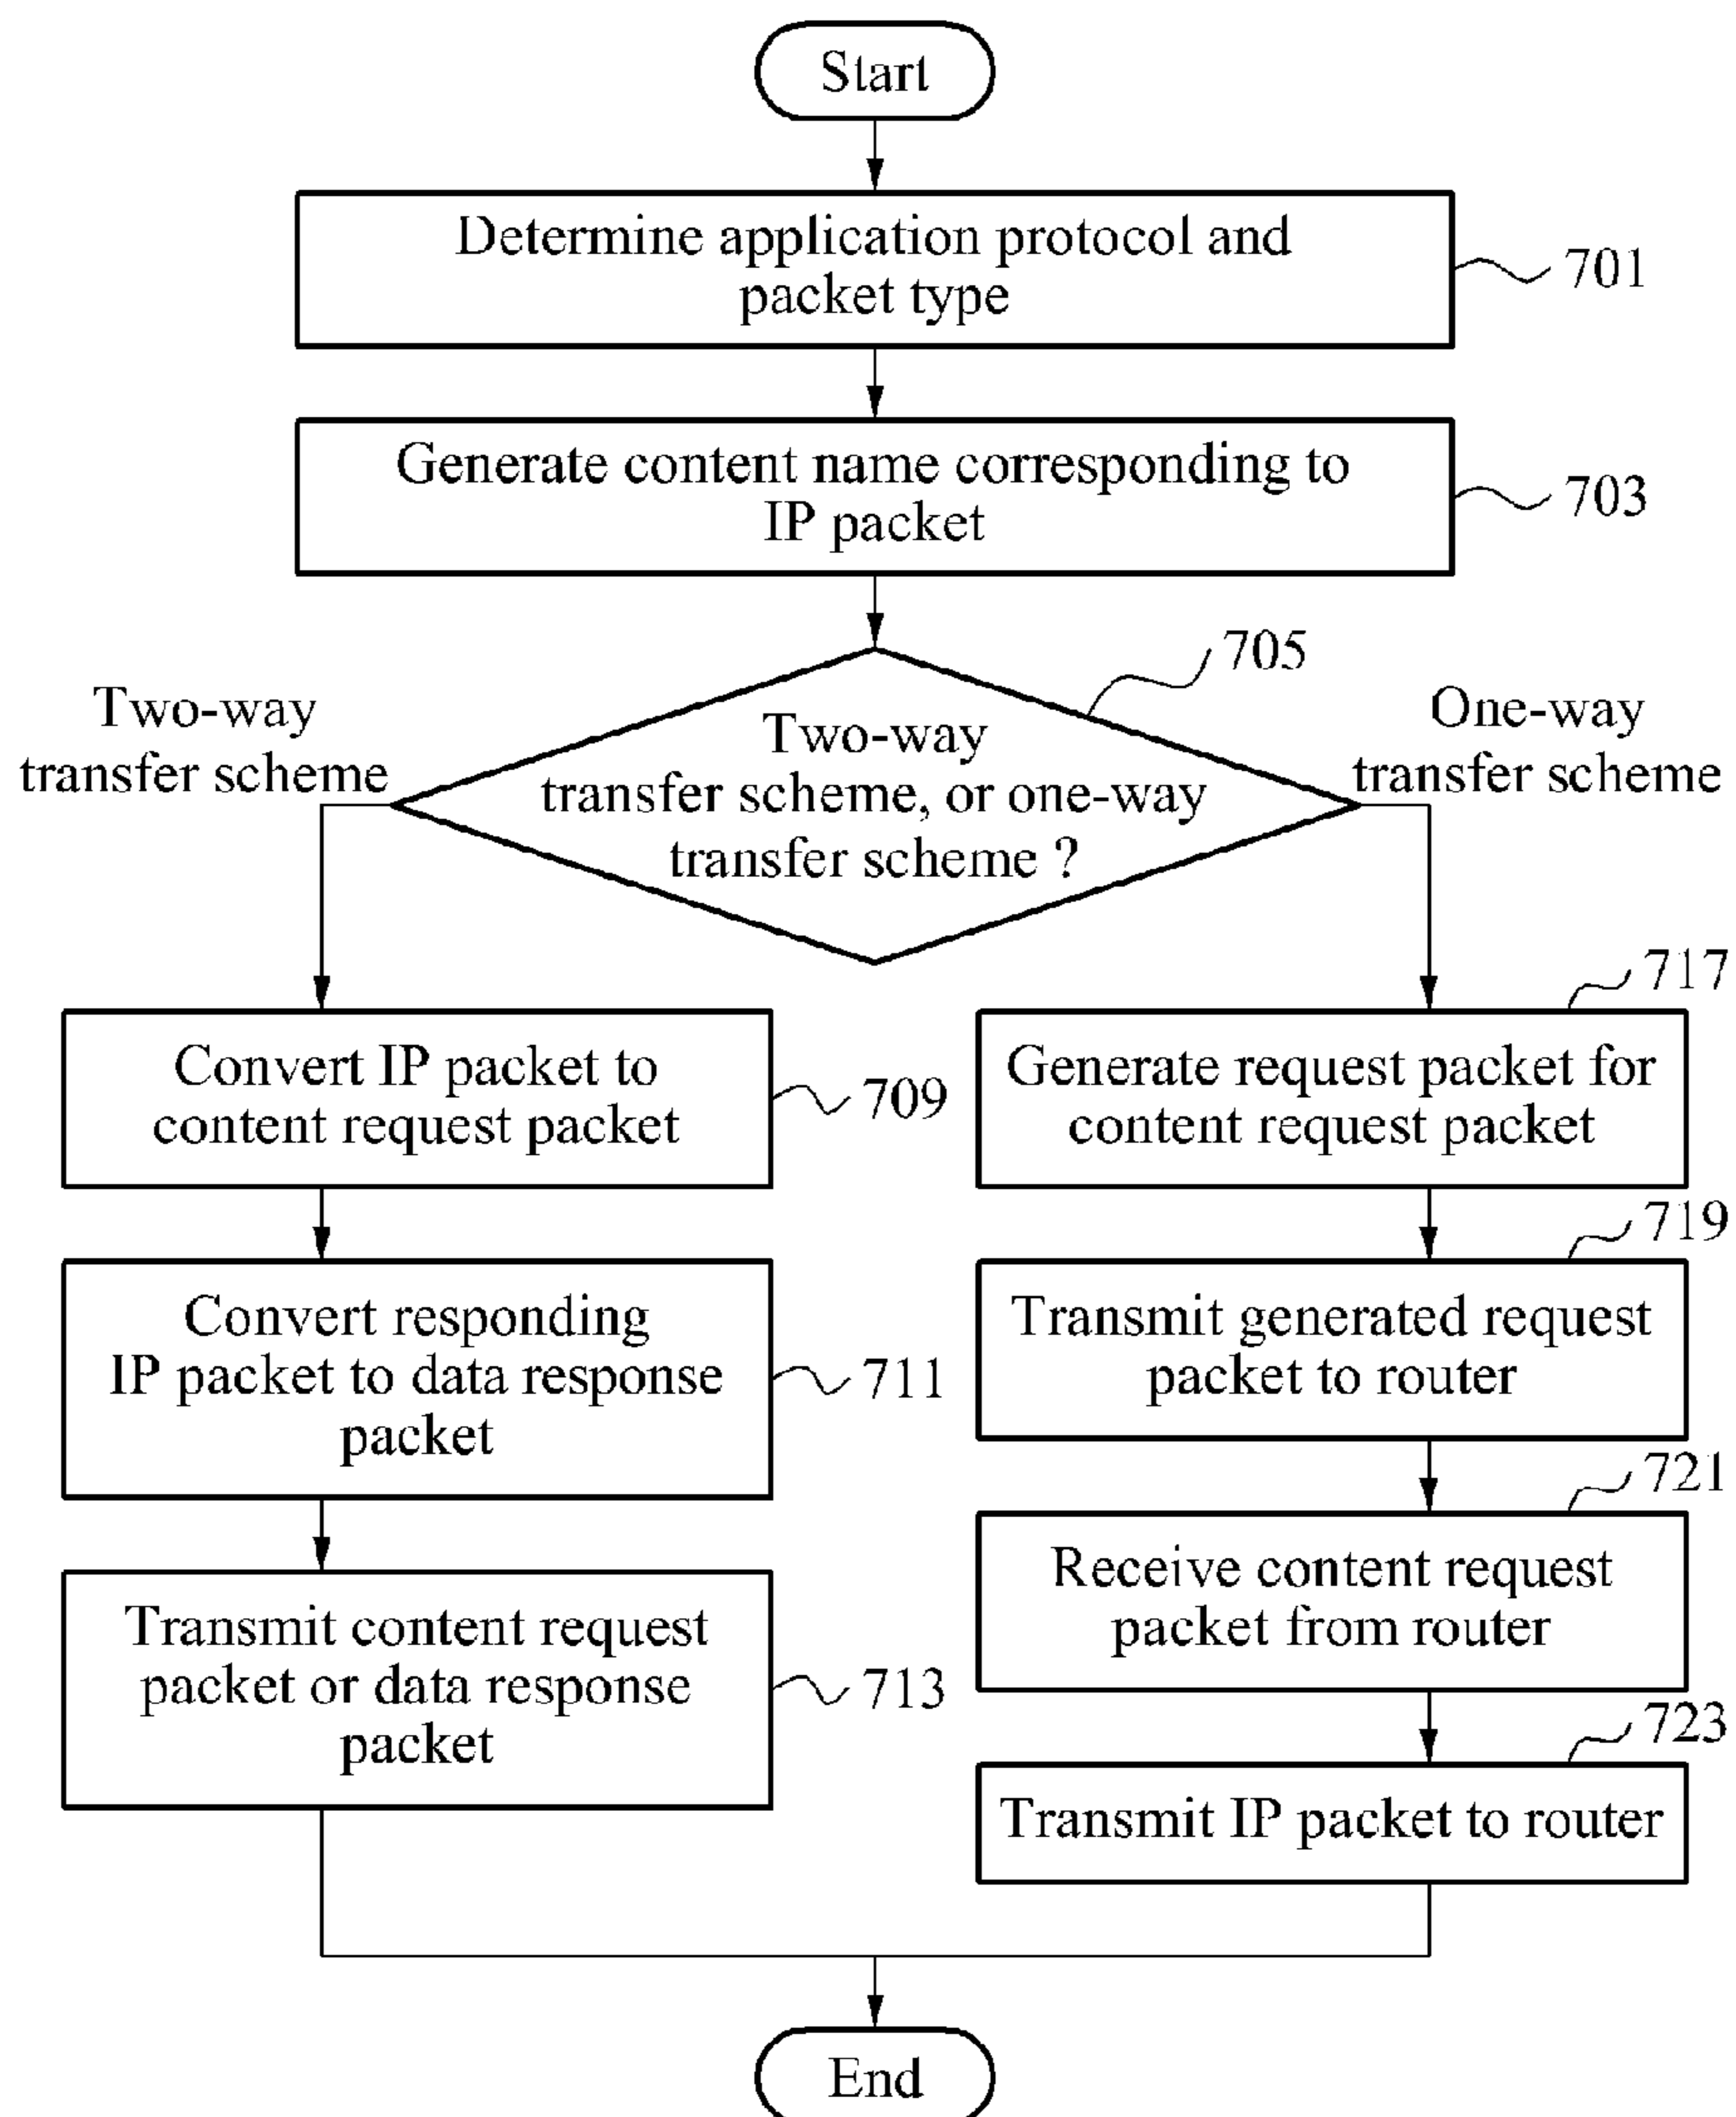 Start
Determine application protocol and
packet type
701
Generate content name corresponding to
IP packet
703
705
Two-way
transfer scheme
Two-way
transfer scheme, or one-way
transfer scheme ?
One-way
transfer scheme
Convert IP packet to
content request packet
709
Convert responding
IP packet to data response
packet
711
Transmit content request
packet or data response
packet
713
717
Generate request packet for
content request packet
719
Transmit generated request
packet to router
721
Receive content request
packet from router
723
Transmit IP packet to router
End